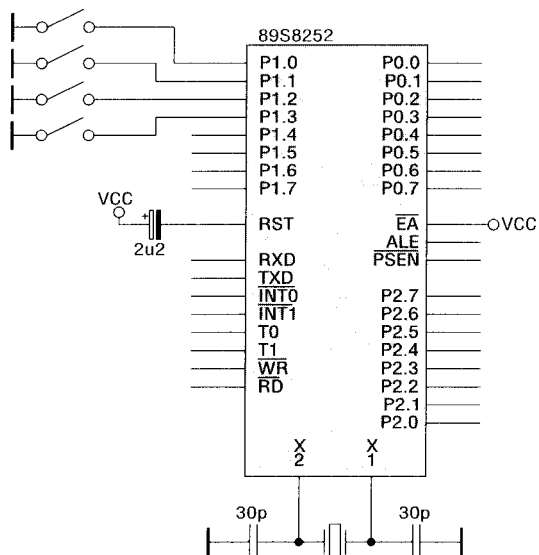 89S8252
P1.0 P0.0
P1.1 P0.1
P1.2 P0.2
P1.3 P0.3
P1.4 P0.4
P1.5 P0.5
P1.6 P0.6
P1.7 P0.7
VCC
+
2u2
RST EA VCC
ALE
RXD PSEN
TXD
INT0 P2.7
INT1 P2.6
T0 P2.5
T1 P2.4
WR P2.3
RD P2.2
P2.1
P2.0
X X
2 1
30p 30p